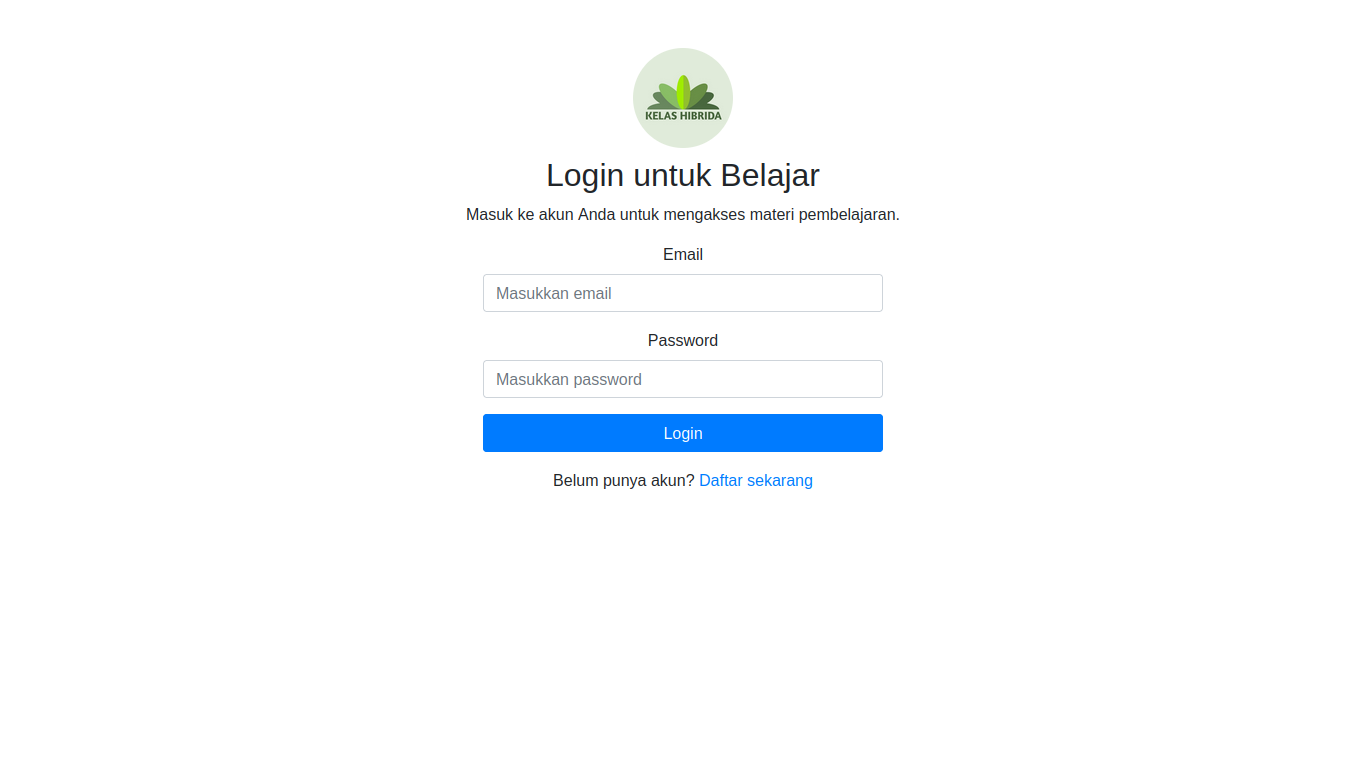 KELAS HIBRIDA
Login untuk Belajar
Masuk ke akun Anda untuk mengakses materi pembelajaran.
Email
Masukkan email
Password
Masukkan password
Login
Belum punya akun? Daftar sekarang